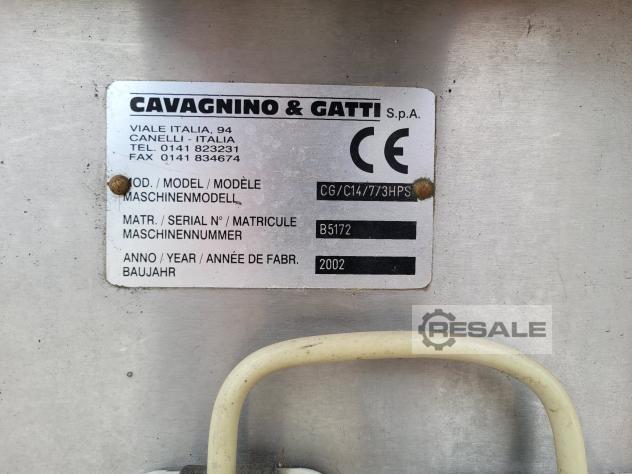 CAVAGNINO & GATTI S.p.A.
VIALE ITALIA, 94
CANELLI - ITALIA
TEL. 0141 823231
FAX 0141 834674
CE
MOD. / MODEL / MODÈLE
MASCHINENMODELL
CG/C14/7/3HPS
MATR. / SERIAL N° / MATRICULE
MASCHINENNUMMER
B5172
ANNO / YEAR / ANNÉE DE FABR.
BAUJAHR
2002
RESALE